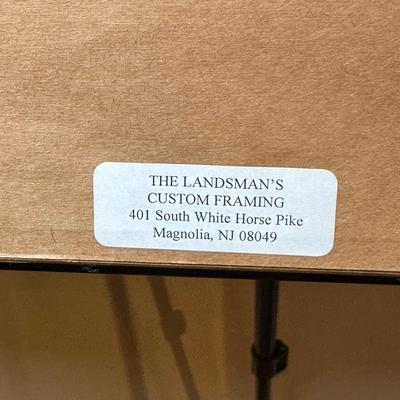 THE LANDSMAN'S
CUSTOM FRAMING
401 South White Horse Pike
Magnolia, NJ 08049